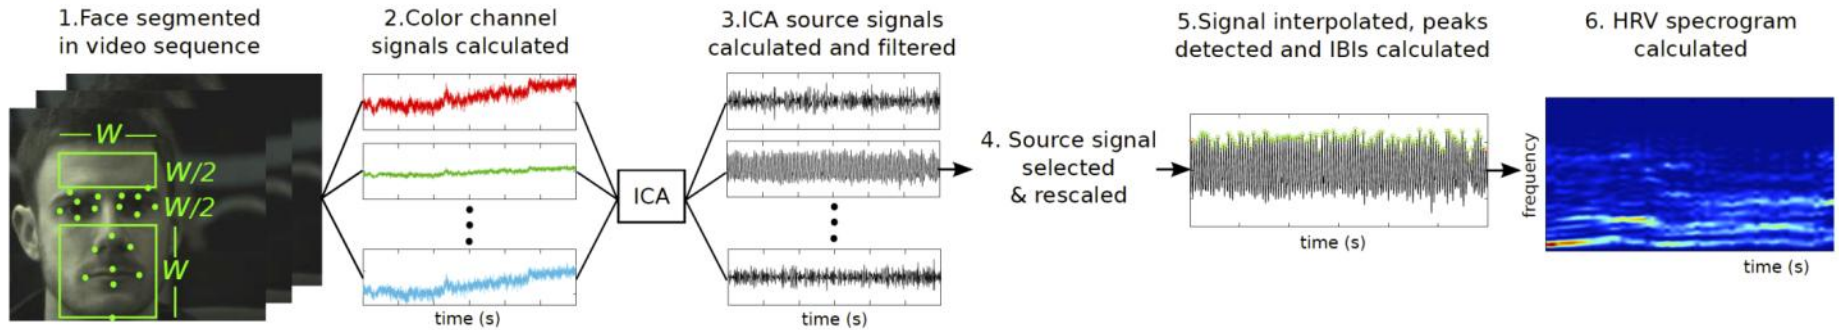 1.Face segmented
in video sequence
W
W/2
W/2
W
2.Color channel
signals calculated
time (s)
ICA
3.ICA source signals
calculated and filtered
time (s)
4. Source signal
selected
& rescaled
5.Signal interpolated, peaks
detected and IBIs calculated
time (s)
6. HRV specrogram
calculated
frequency
time (s)